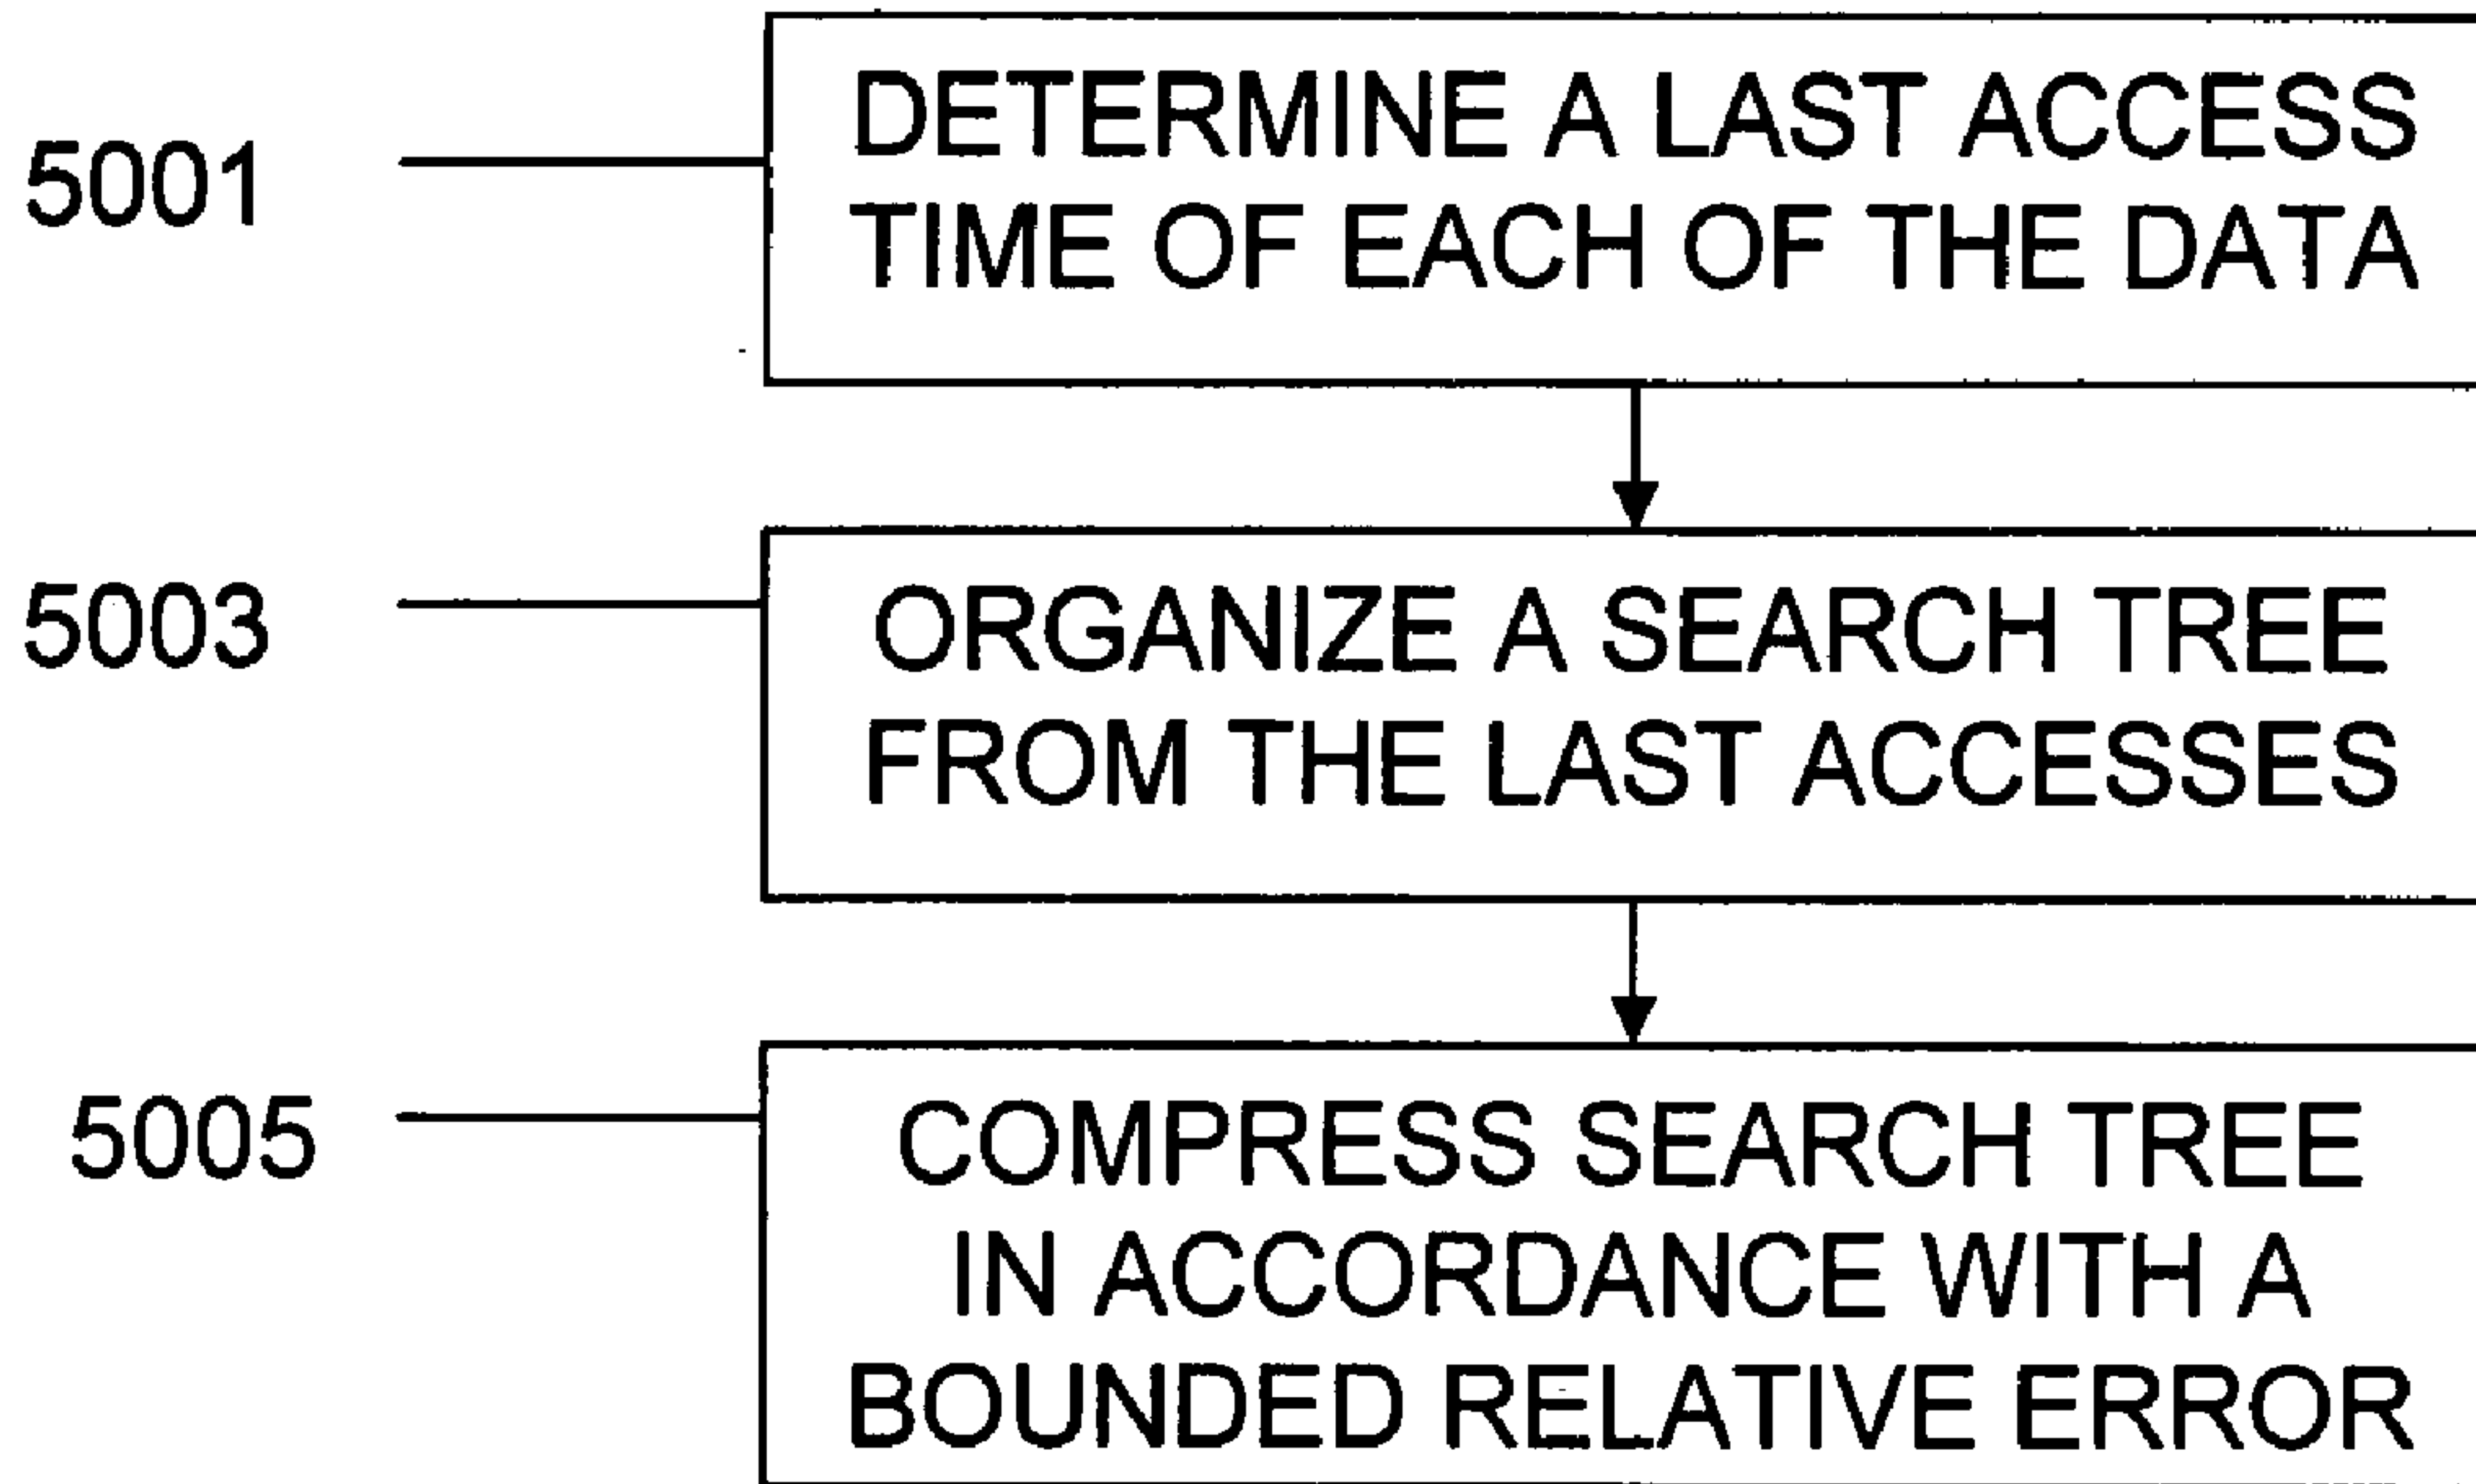 5001
DETERMINE A LAST ACCESS
TIME OF EACH OF THE DATA
5003
ORGANIZE A SEARCH TREE
FROM THE LAST ACCESSES
5005
COMPRESS SEARCH TREE
IN ACCORDANCE WITH A
BOUNDED RELATIVE ERROR